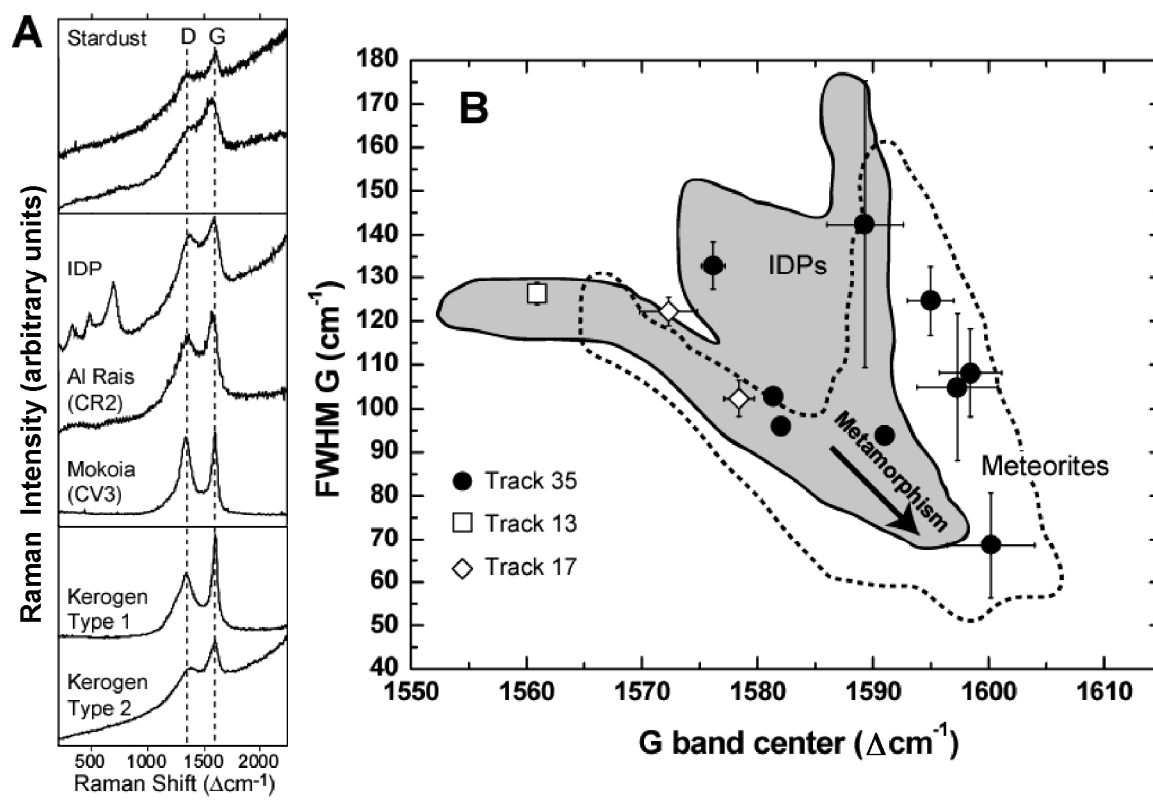 A
Stardust
D G
IDP
Al Rais
(CR2)
Mokoia
(CV3)
Kerogen
Type 1
Kerogen
Type 2
Raman Intensity (arbitrary units)
500 1000 1500 2000
Raman Shift (Δcm-1)
B
180
170
160
150
140
130
120
110
100
90
80
70
60
50
40
FWHM G (cm-1)
IDPs
Metamorphism
Meteorites
Track 35
Track 13
Track 17
1550 1560 1570 1580 1590 1600 1610
G band center (Δcm-1)